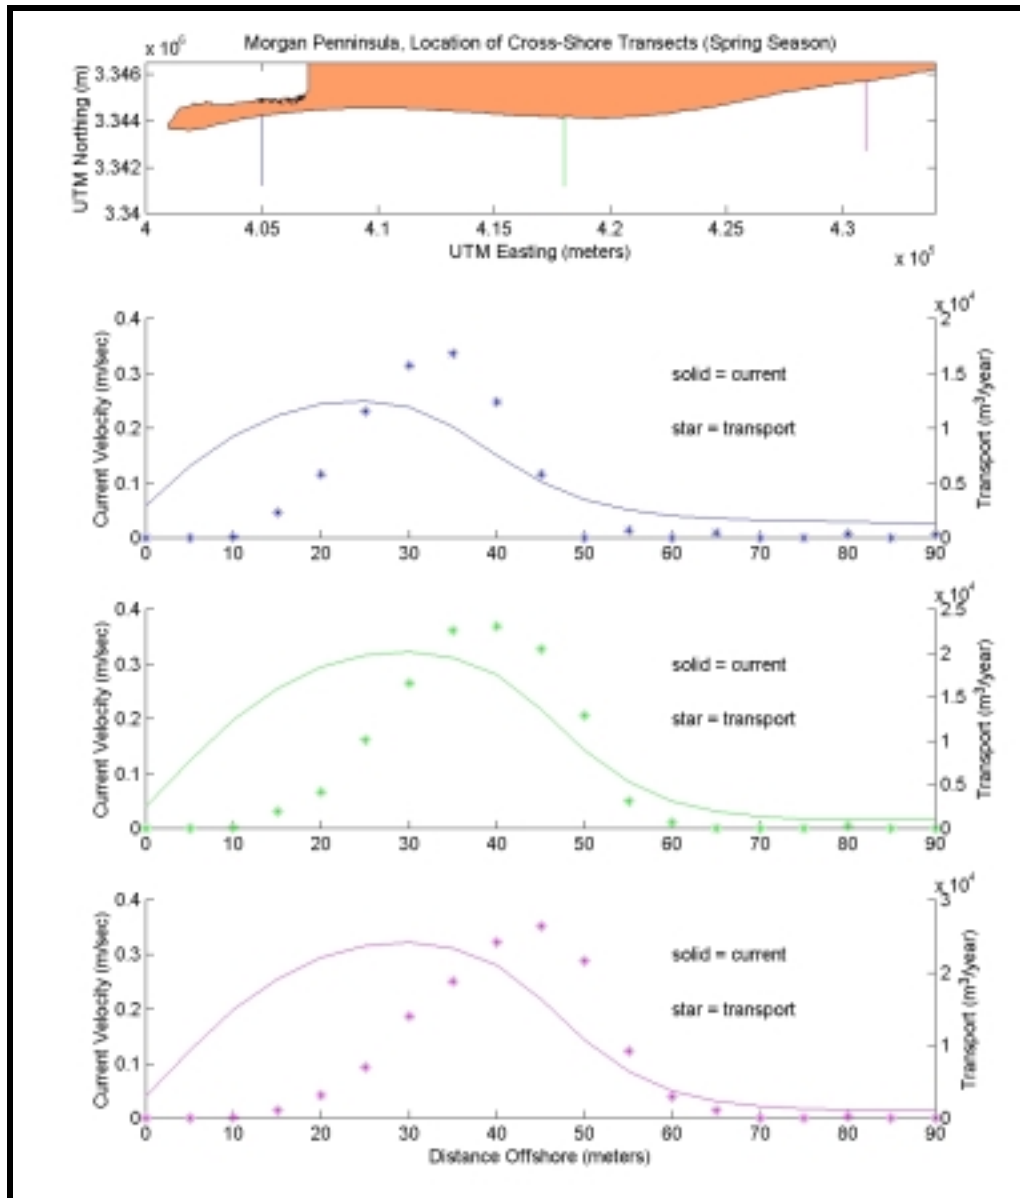 Morgan Penninsula, Location of Cross-Shore Transects (Spring Season)
x 10⁶
UTM Northing (m)
3.346
3.344
3.342
3.34
4 4.05 4.1 4.15 4.2 4.25 4.3
UTM Easting (meters)
x 10⁵
x 10⁴
Current Velocity (m/sec)
0.4
0.3
0.2
0.1
0
solid = current
star = transport
2
1.5
1
0.5
0
Transport (m³/year)
0 10 20 30 40 50 60 70 80 90
x 10⁴
Current Velocity (m/sec)
0.4
0.3
0.2
0.1
0
solid = current
star = transport
2.5
2
1.5
1
0.5
0
Transport (m³/year)
0 10 20 30 40 50 60 70 80 90
x 10⁴
Current Velocity (m/sec)
0.4
0.3
0.2
0.1
0
solid = current
star = transport
3
2
1
0
Transport (m³/year)
0 10 20 30 40 50 60 70 80 90
Distance Offshore (meters)